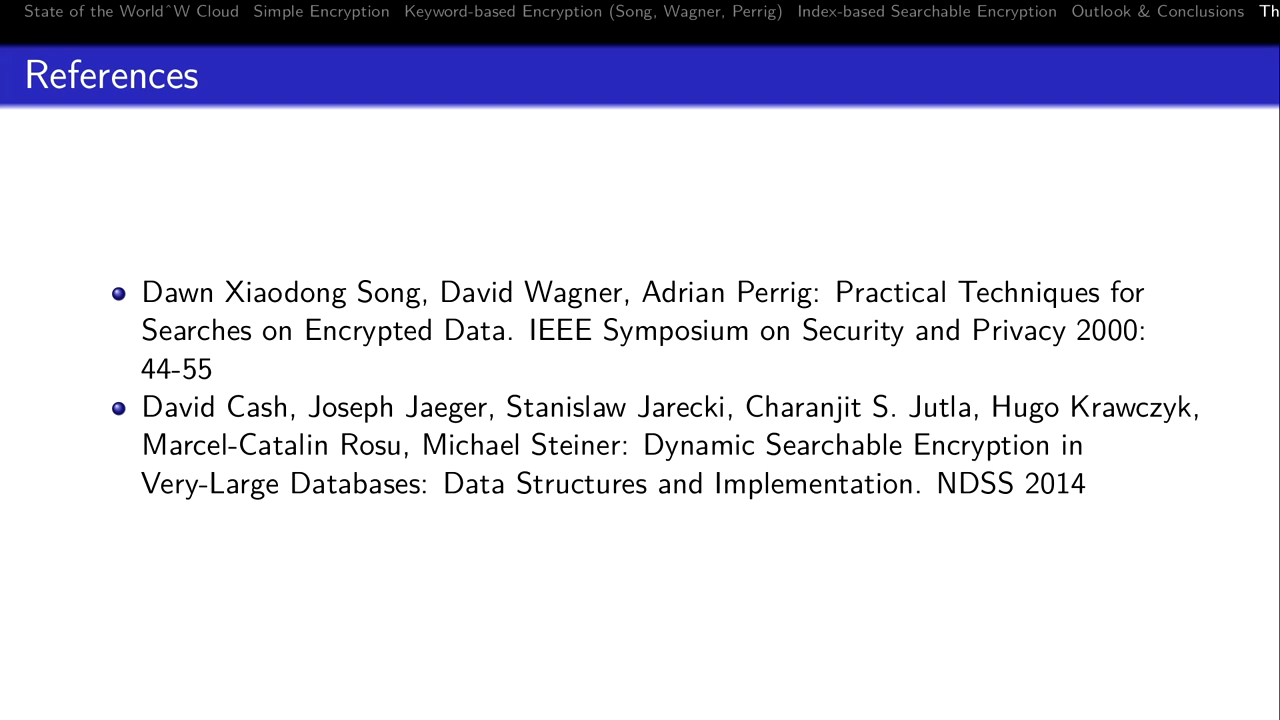 State of the World^W Cloud Simple Encryption Keyword-based Encryption (Song, Wagner, Perrig) Index-based Searchable Encryption Outlook & Conclusions Th
References
Dawn Xiaodong Song, David Wagner, Adrian Perrig: Practical Techniques for
Searches on Encrypted Data. IEEE Symposium on Security and Privacy 2000:
44-55
David Cash, Joseph Jaeger, Stanislaw Jarecki, Charanjit S. Jutla, Hugo Krawczyk,
Marcel-Catalin Rosu, Michael Steiner: Dynamic Searchable Encryption in
Very-Large Databases: Data Structures and Implementation. NDSS 2014